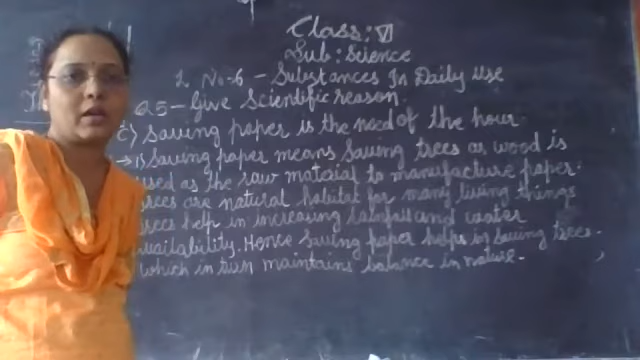 Class: VI
Sub: Science
L. No-6 - Substances In Daily Use
Q5 - Give Scientific reason.
c) Saving paper is the need of the hour.
→ 1) Saving paper means saving trees as wood is
used as the raw material to manufacture paper.
trees are natural habitat for many living things
trees help in increasing rainfall and water
availability. Hence saving paper helps in saving trees.
which in turn maintains balance in nature.